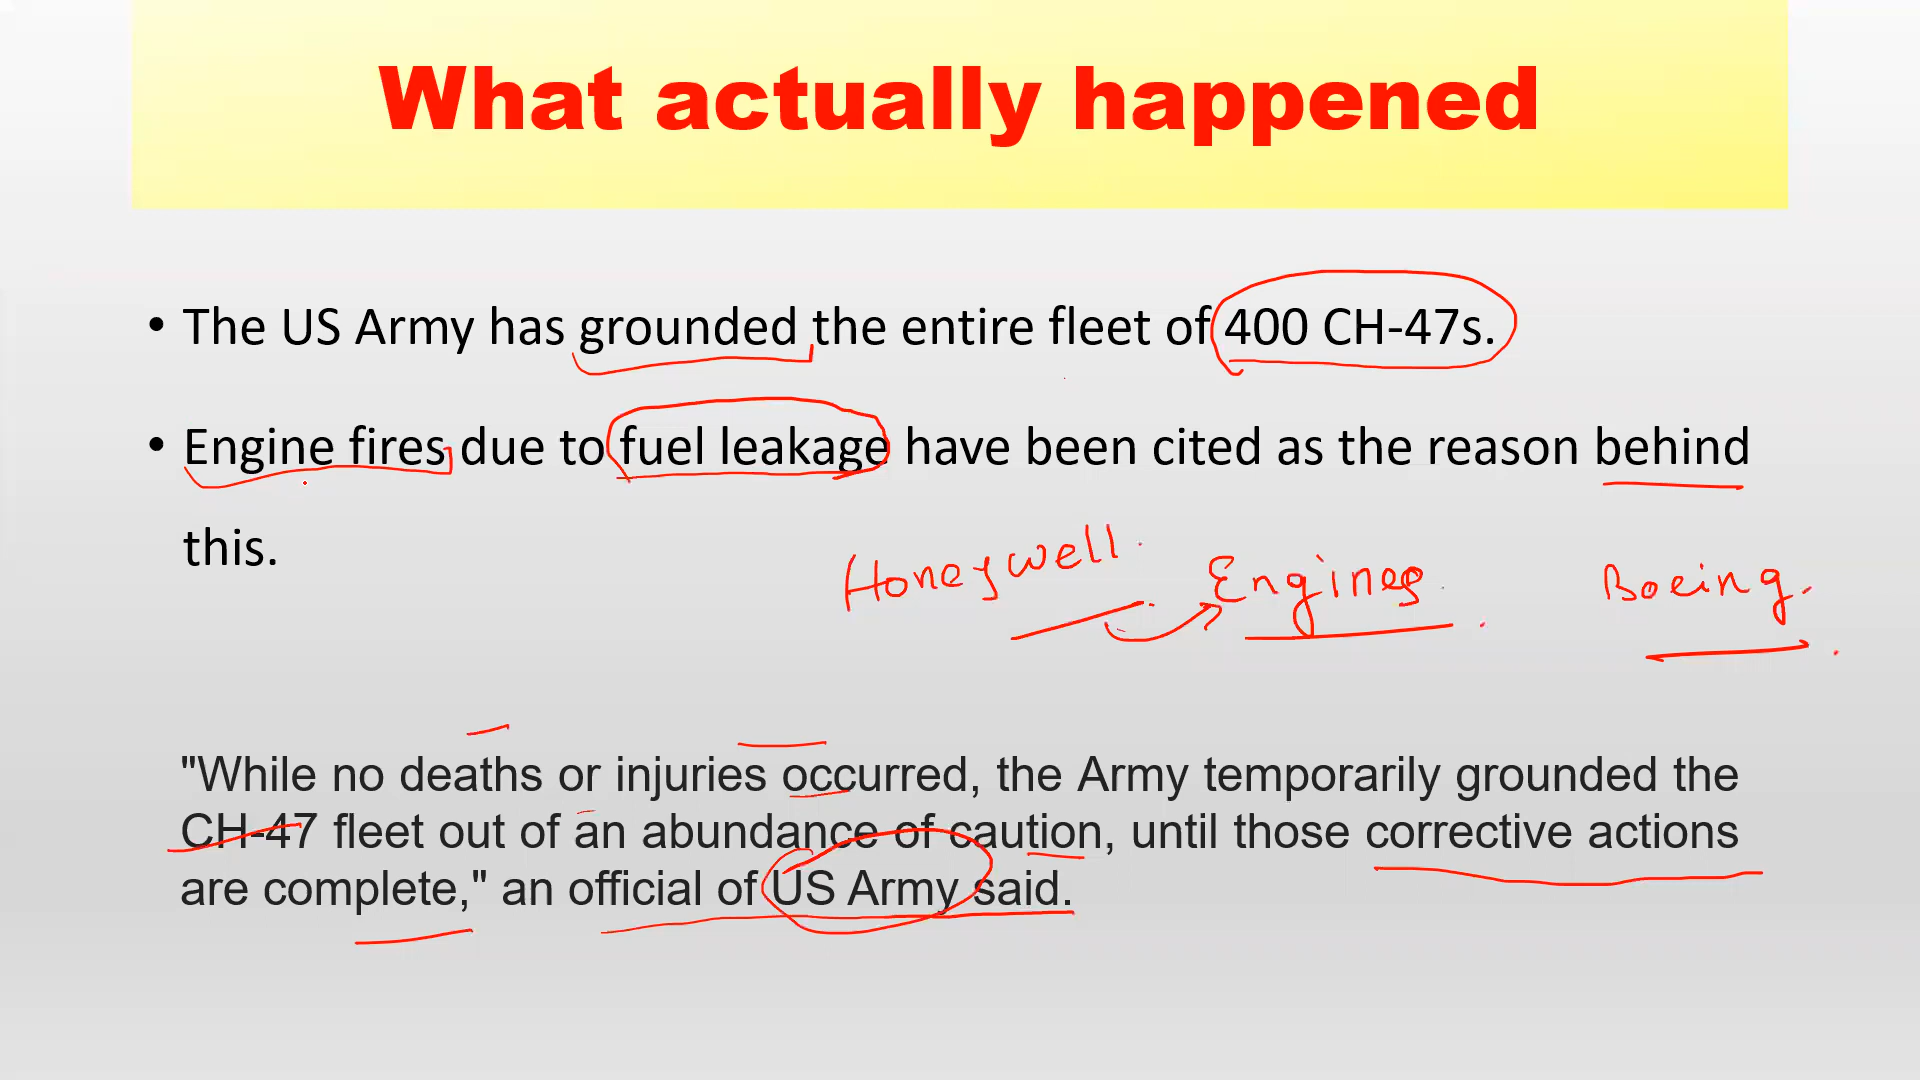 What actually happened
• The US Army has grounded the entire fleet of 400 CH-47s.
• Engine fires due to fuel leakage have been cited as the reason behind
this.
Honeywell Engines Boeing.
"While no deaths or injuries occurred, the Army temporarily grounded the
CH-47 fleet out of an abundance of caution, until those corrective actions
are complete," an official of US Army said.